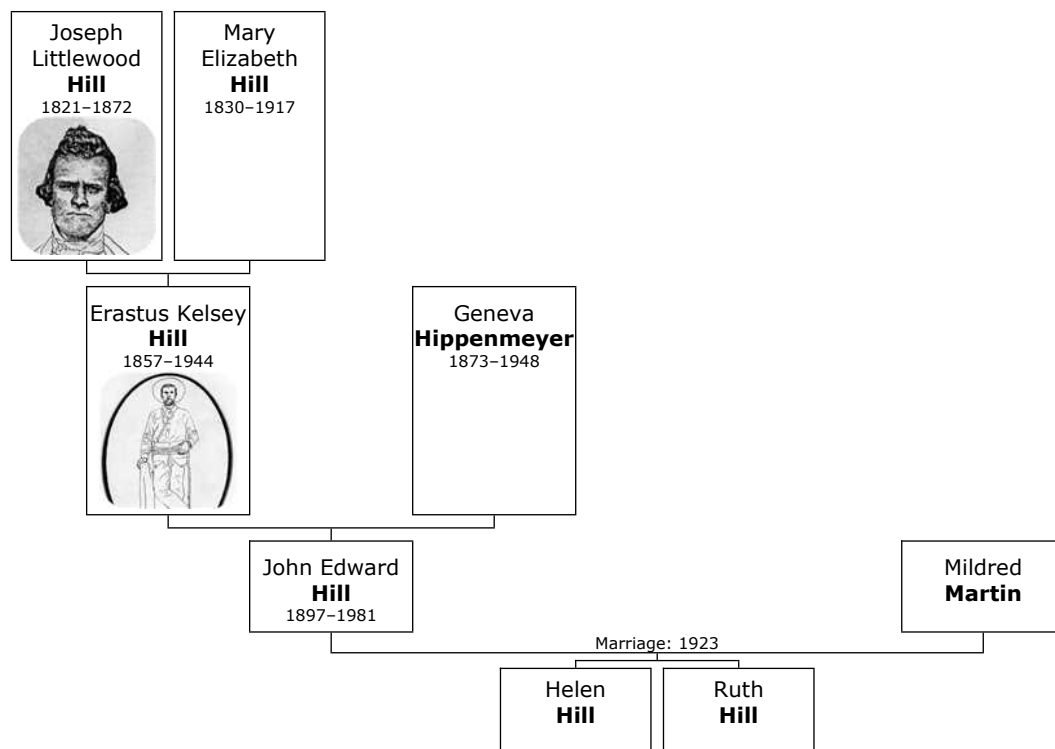 Joseph
Littlewood
Hill
1821–1872
Mary
Elizabeth
Hill
1830–1917
Erastus Kelsey
Hill
1857–1944
Geneva
Hippenmeyer
1873–1948
John Edward
Hill
1897–1981
Mildred
Martin
Marriage: 1923
Helen
Hill
Ruth
Hill